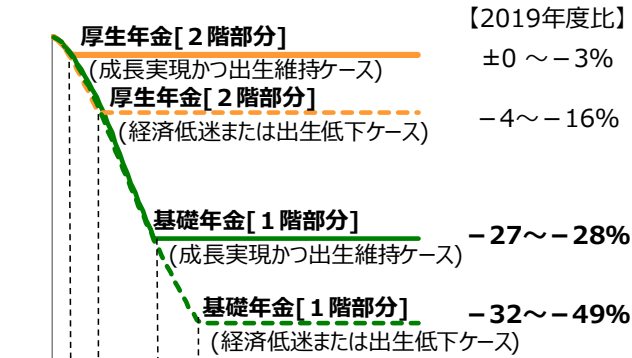 【2019年度比】
厚生年金[２階部分]
±0 ～－3%
(成長実現かつ出生維持ケース)
厚生年金[２階部分]
－4～－16%
(経済低迷または出生低下ケース)
基礎年金[１階部分]
－27～－28%
(成長実現かつ出生維持ケース)
基礎年金[１階部分]
－32～－49%
(経済低迷または出生低下ケース)